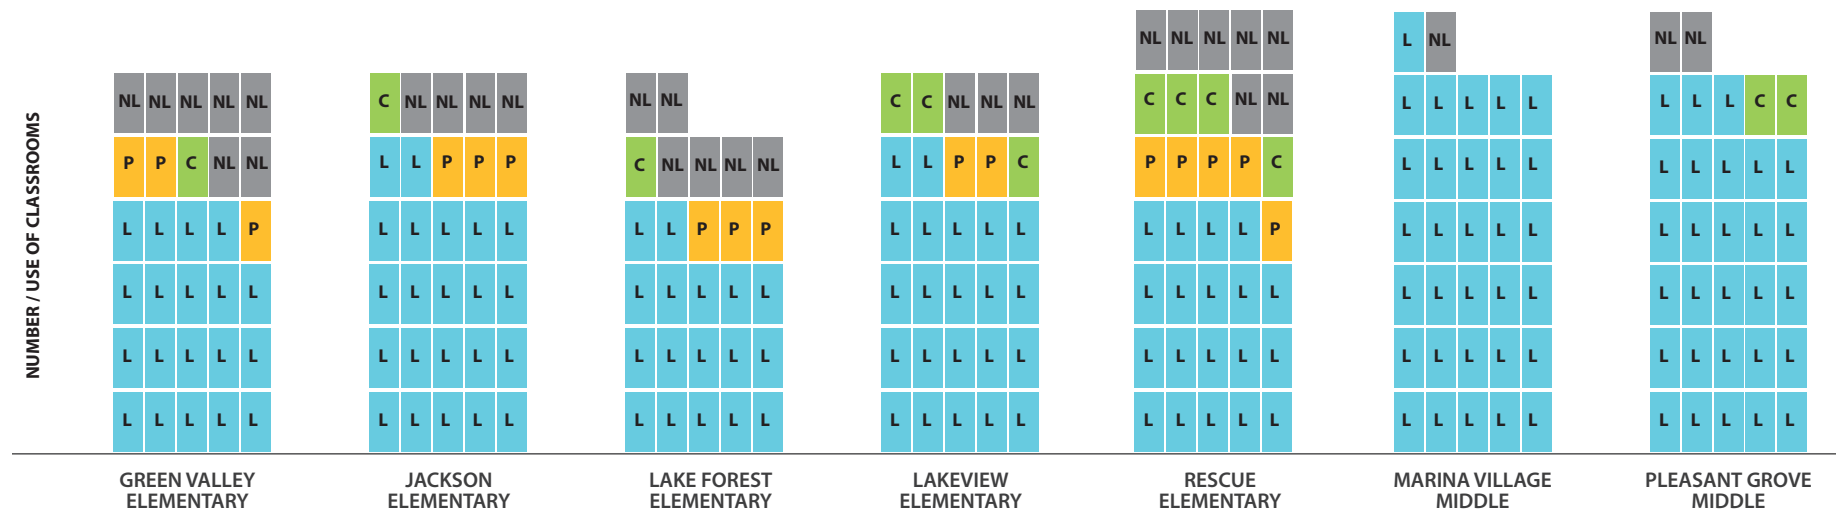 NUMBER / USE OF CLASSROOMS
NL NL NL NL NL
P P C NL NL
L L L L P
L L L L L
L L L L L
L L L L L
GREEN VALLEY
ELEMENTARY
C NL NL NL NL
L L P P P
L L L L L
L L L L L
L L L L L
L L L L L
JACKSON
ELEMENTARY
NL NL
C NL NL NL NL
L L P P P
L L L L L
L L L L L
L L L L L
LAKE FOREST
ELEMENTARY
C C NL NL NL
L L P P C
L L L L L
L L L L L
L L L L L
L L L L L
LAKEVIEW
ELEMENTARY
NL NL NL NL NL
C C C NL NL
P P P P C
L L L L P
L L L L L
L L L L L
L L L L L
RESCUE
ELEMENTARY
L NL
L L L L L
L L L L L
L L L L L
L L L L L
L L L L L
L L L L L
MARINA VILLAGE
MIDDLE
NL NL
L L L C C
L L L L L
L L L L L
L L L L L
L L L L L
L L L L L
PLEASANT GROVE
MIDDLE